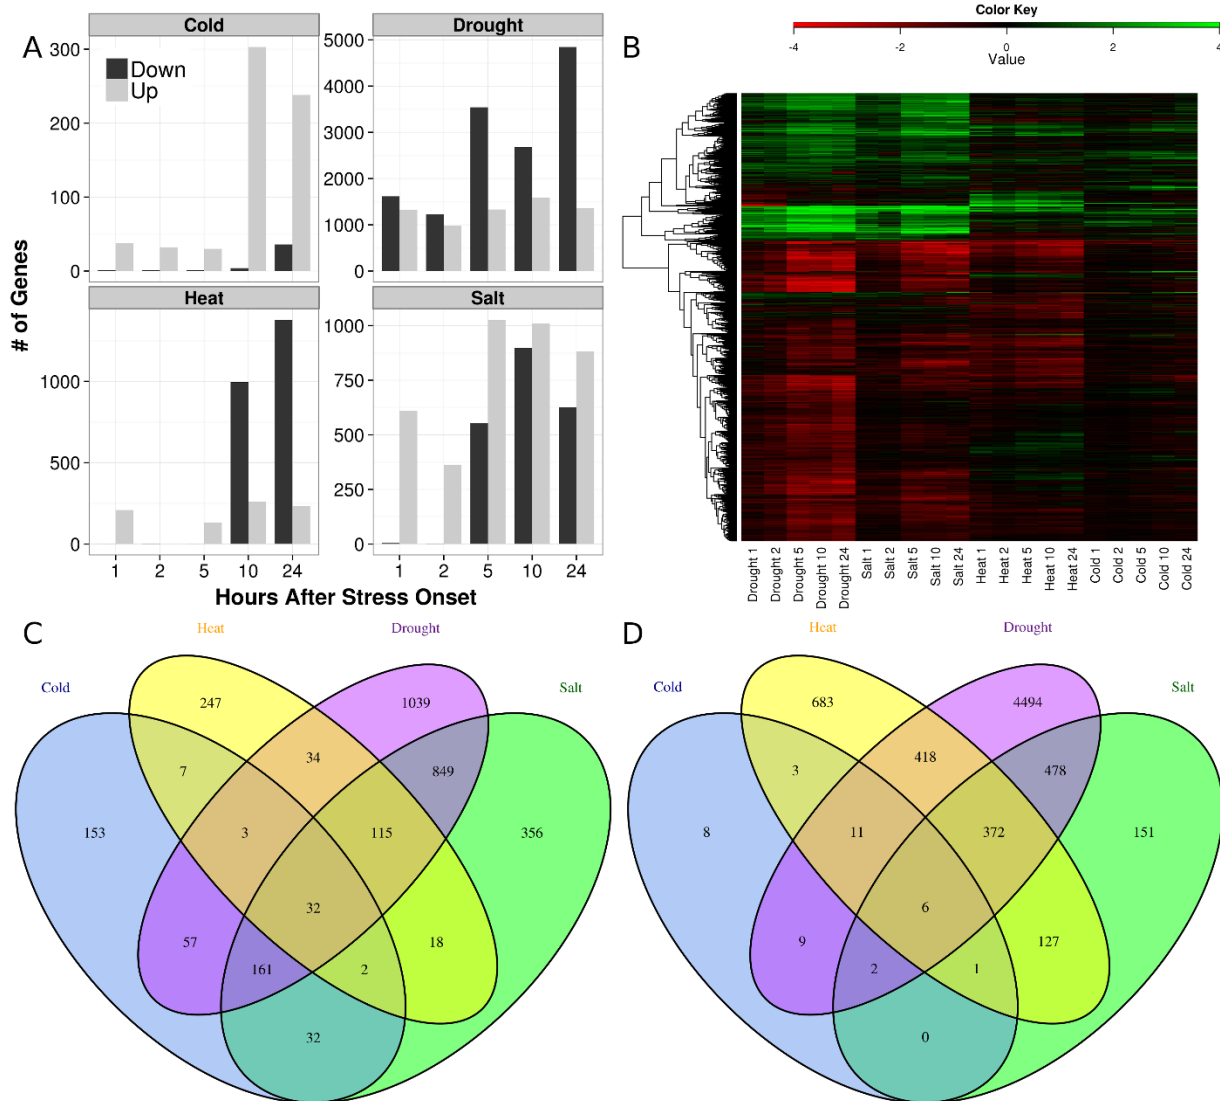 A
Cold
Drought
Down
Up
300
200
100
0
5000
4000
3000
2000
1000
0
Heat
Salt
1000
500
0
1000
750
500
250
0
# of Genes
1 2 5 10 24
1 2 5 10 24
Hours After Stress Onset
B
Color Key
-4 -2 0 2 4
Value
Drought 1
Drought 2
Drought 5
Drought 10
Drought 24
Salt 1
Salt 2
Salt 5
Salt 10
Salt 24
Heat 1
Heat 2
Heat 5
Heat 10
Heat 24
Cold 1
Cold 2
Cold 5
Cold 10
Cold 24
C
Heat
Drought
Cold
Salt
247
1039
34
7
849
153
3
115
356
32
57
18
161
2
32
D
Heat
Drought
Cold
Salt
683
4494
418
3
478
8
11
372
151
6
9
127
2
1
0